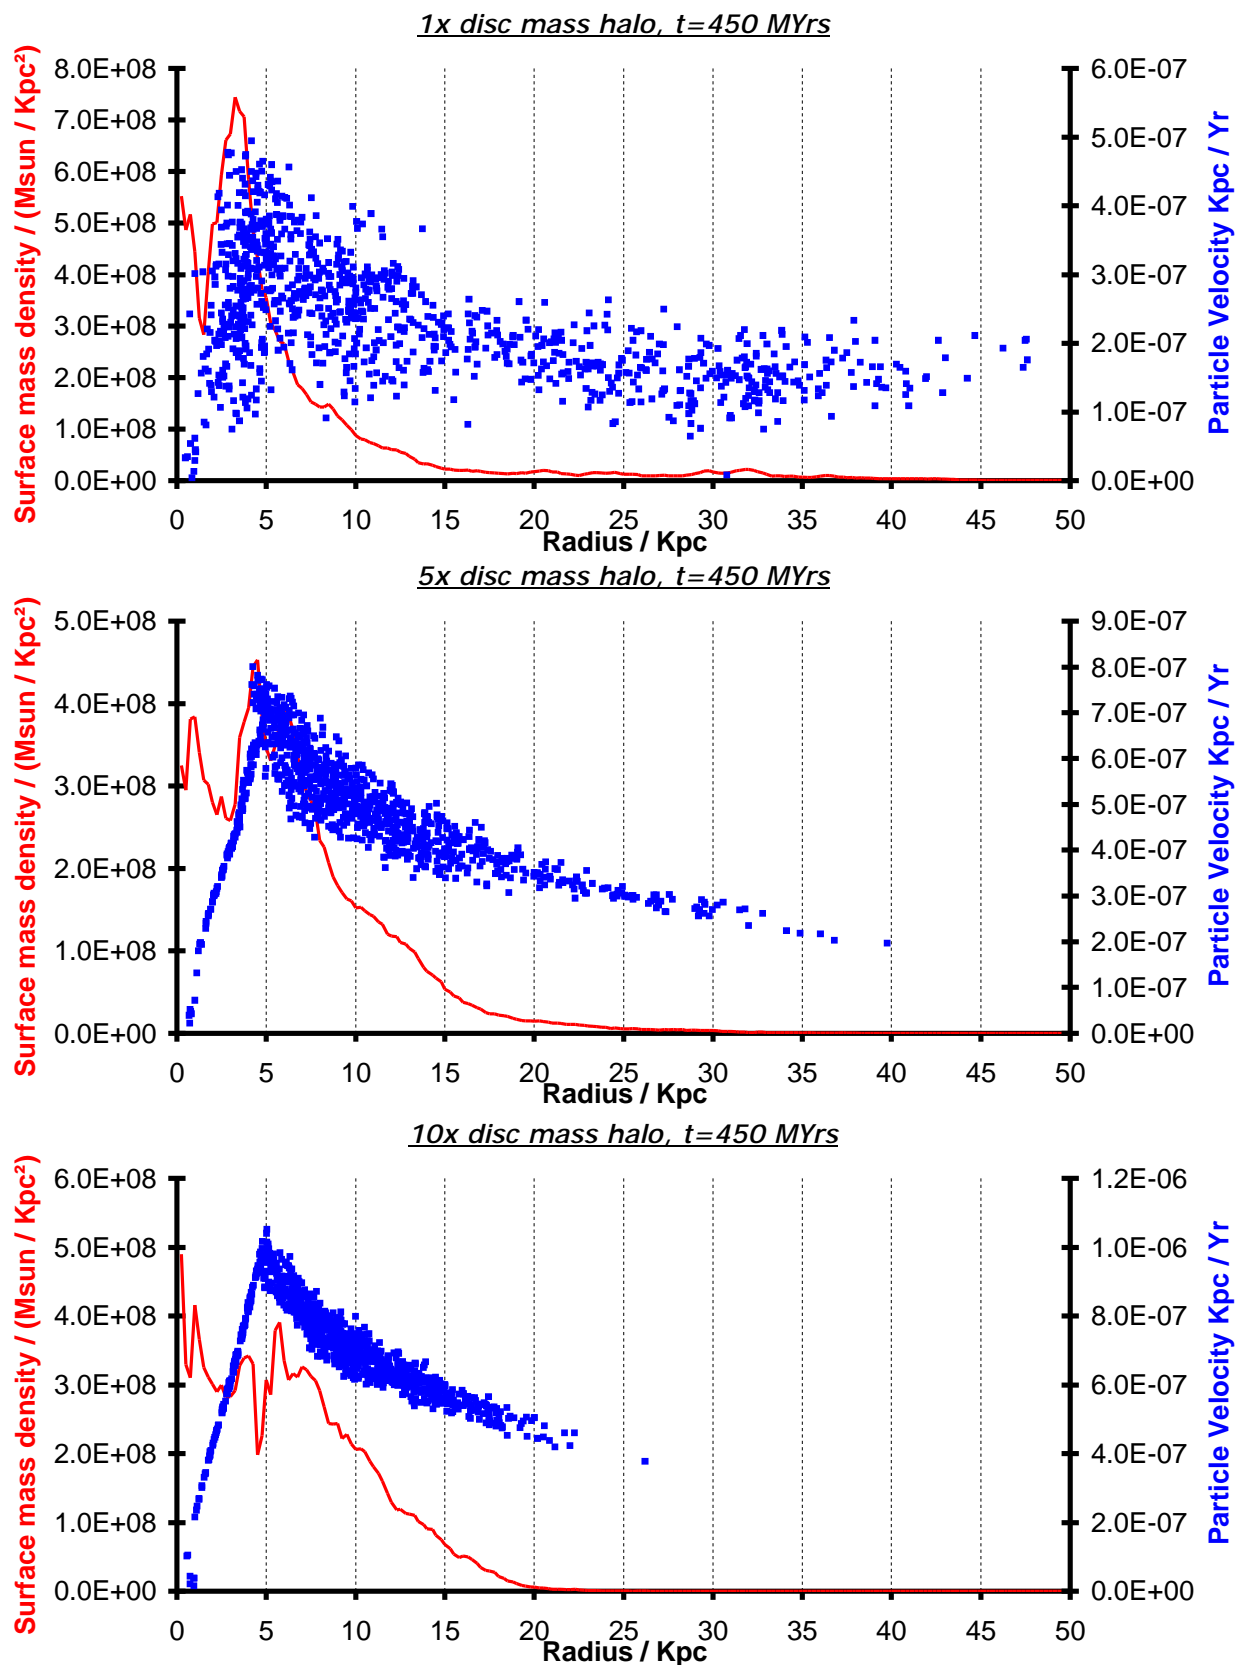 1x disc mass halo, t=450 MYrs
Surface mass density / (Msun / Kpc²)
8.0E+08
7.0E+08
6.0E+08
5.0E+08
4.0E+08
3.0E+08
2.0E+08
1.0E+08
0.0E+00
6.0E-07
5.0E-07
4.0E-07
3.0E-07
2.0E-07
1.0E-07
0.0E+00
Particle Velocity Kpc / Yr
0 5 10 15 20 25 30 35 40 45 50
Radius / Kpc
5x disc mass halo, t=450 MYrs
Surface mass density / (Msun / Kpc²)
5.0E+08
4.0E+08
3.0E+08
2.0E+08
1.0E+08
0.0E+00
9.0E-07
8.0E-07
7.0E-07
6.0E-07
5.0E-07
4.0E-07
3.0E-07
2.0E-07
1.0E-07
0.0E+00
Particle Velocity Kpc / Yr
0 5 10 15 20 25 30 35 40 45 50
Radius / Kpc
10x disc mass halo, t=450 MYrs
Surface mass density / (Msun / Kpc²)
6.0E+08
5.0E+08
4.0E+08
3.0E+08
2.0E+08
1.0E+08
0.0E+00
1.2E-06
1.0E-06
8.0E-07
6.0E-07
4.0E-07
2.0E-07
0.0E+00
Particle Velocity Kpc / Yr
0 5 10 15 20 25 30 35 40 45 50
Radius / Kpc